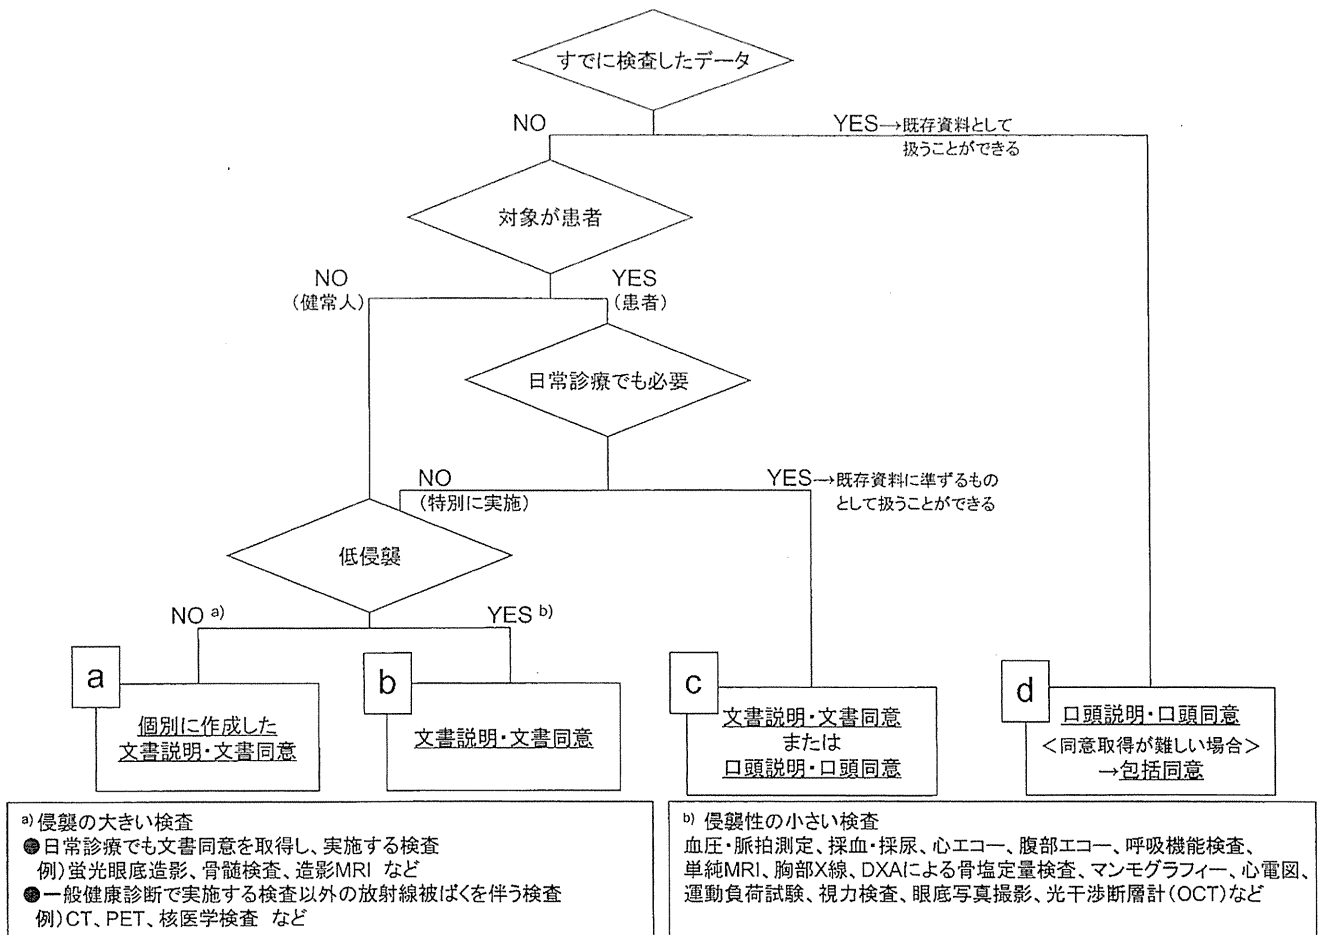 すでに検査したデータ
NO
YES→既存資料として
扱うことができる
対象が患者
NO
(健常人)
YES
(患者)
日常診療でも必要
NO
(特別に実施)
YES→既存資料に準ずるもの
として扱うことができる
低侵襲
NO a)
YES b)
a
個別に作成した
文書説明・文書同意
b
文書説明・文書同意
c
文書説明・文書同意
または
口頭説明・口頭同意
d
口頭説明・口頭同意
＜同意取得が難しい場合＞
→包括同意
a) 侵襲の大きい検査
●日常診療でも文書同意を取得し、実施する検査
例)蛍光眼底造影、骨髄検査、造影MRI など
●一般健康診断で実施する検査以外の放射線被ばくを伴う検査
例)CT、PET、核医学検査 など
b) 侵襲性の小さい検査
血圧・脈拍測定、採血・採尿、心エコー、腹部エコー、呼吸機能検査、
単純MRI、胸部X線、DXAによる骨塩定量検査、マンモグラフィー、心電図、
運動負荷試験、視力検査、眼底写真撮影、光干渉断層計(OCT)など